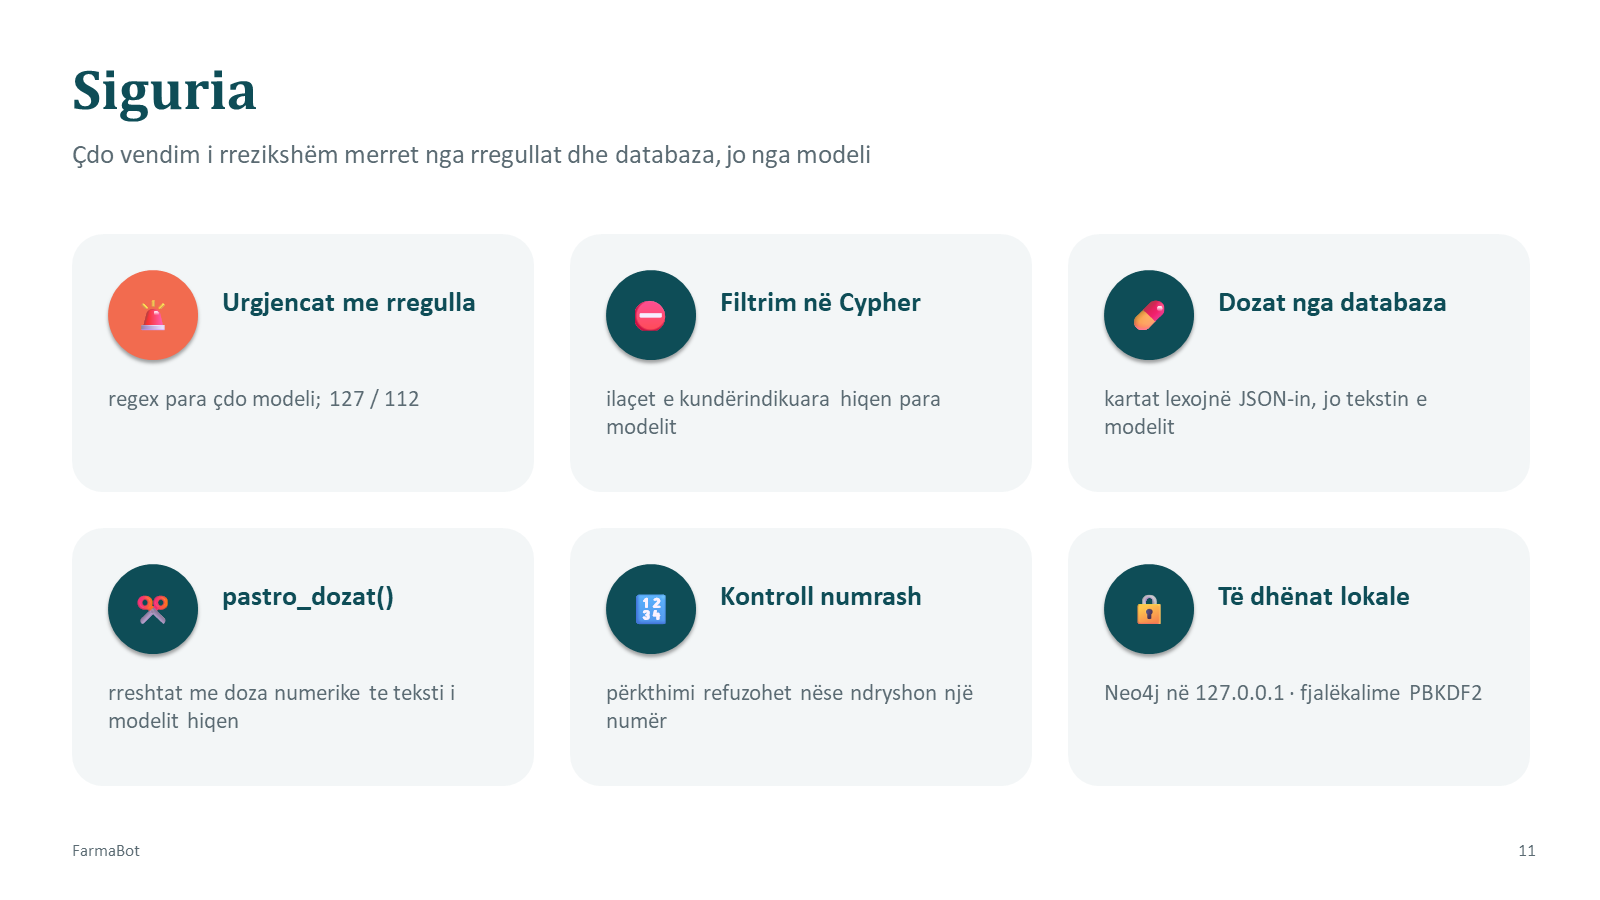 Siguria
Çdo vendim i rrezikshëm merret nga rregullat dhe databaza, jo nga modeli
Urgjencat me rregulla
regex para çdo modeli; 127 / 112
Filtrim në Cypher
ilaçet e kundërindikuara hiqen para
modelit
Dozat nga databaza
kartat lexojnë JSON-in, jo tekstin e
modelit
pastro_dozat()
rreshtat me doza numerike te teksti i
modelit hiqen
Kontroll numrash
përkthimi refuzohet nëse ndryshon një
numër
Të dhënat lokale
Neo4j në 127.0.0.1 · fjalëkalime PBKDF2
FarmaBot
11